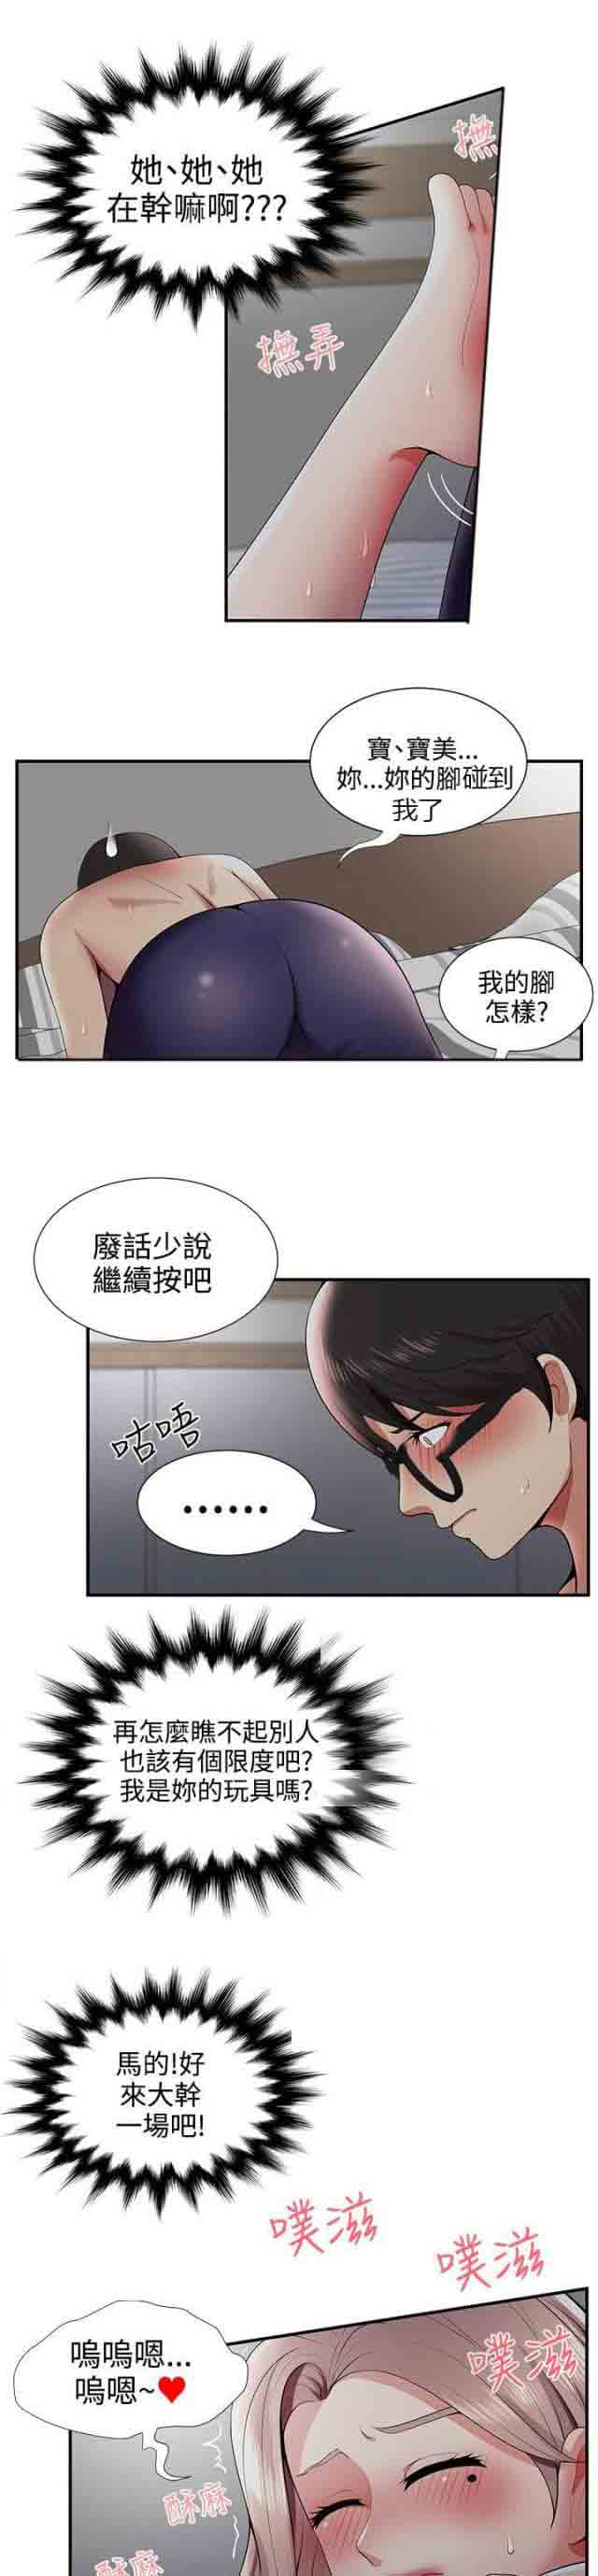 她、她、她
在幹嘛啊???
撫
撫弄
寶、寶美...
妳...妳的腳碰到
我了
我的腳
怎樣?
廢話少說
繼續按吧
咕唔
......
再怎麼瞧不起別人
也該有個限度吧?
我是妳的玩具嗎?
馬的!好
來大幹
一場吧!
噗滋
噗滋
噗滋
嗚嗚嗯...
嗚嗯~♥
酥麻
酥麻